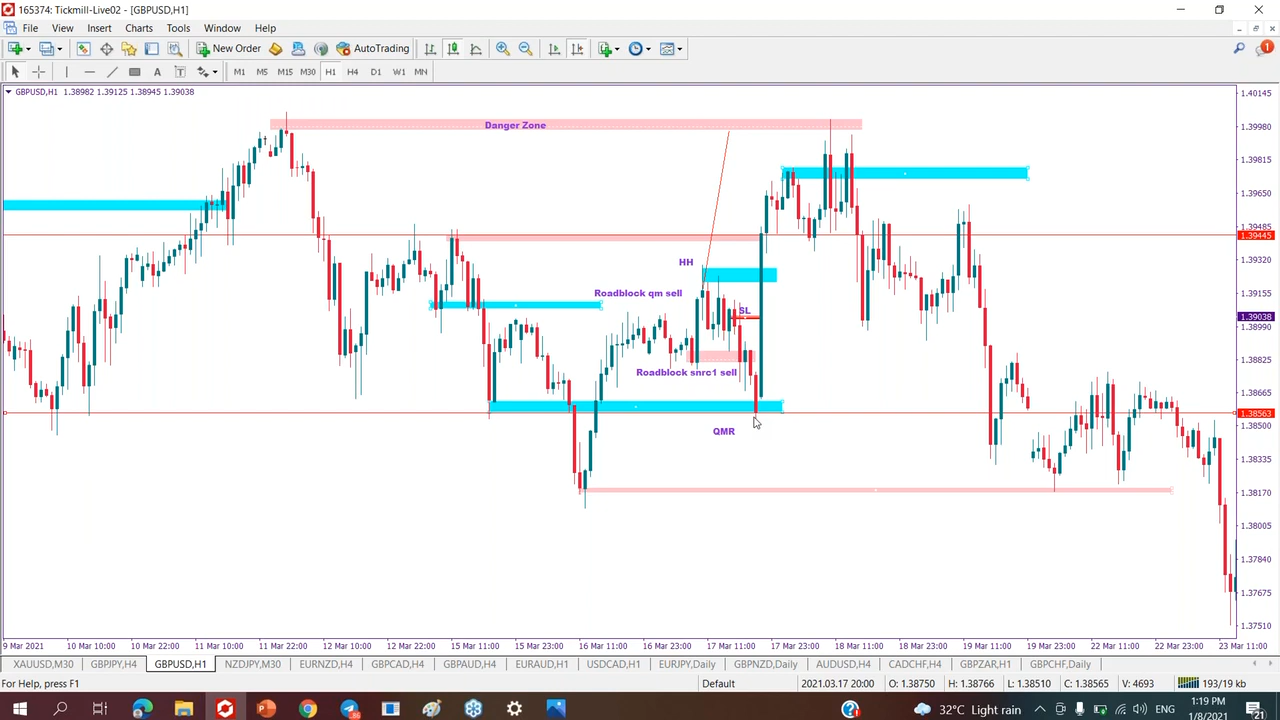 165374: Tickmill-Live02 - [GBPUSD,H1]
File View Insert Charts Tools Window Help
New Order AutoTrading
M1 M5 M15 M30 H1 H4 D1 W1 MN
GBPUSD,H1 1.38982 1.39125 1.38945 1.39038
1.40145
Danger Zone
1.39980
1.39815
1.39650
1.39485
1.39445
HH
1.39320
Roadblock qm sell
1.39155
SL
1.39038
1.38990
1.38825
Roadblock snrc1 sell
1.38665
1.38563
QMR
1.38500
1.38335
1.38170
1.38005
1.37840
1.37675
1.37510
9 Mar 2021 10 Mar 10:00 10 Mar 22:00 11 Mar 10:00 11 Mar 22:00 12 Mar 10:00 12 Mar 22:00 15 Mar 11:00 15 Mar 23:00 16 Mar 11:00 16 Mar 23:00 17 Mar 11:00 17 Mar 23:00 18 Mar 11:00 18 Mar 23:00 19 Mar 11:00 19 Mar 23:00 22 Mar 11:00 22 Mar 23:00 23 Mar 11:00
XAUUSD,M30 GBPJPY,H4 GBPUSD,H1 NZDJPY,M30 EURNZD,H4 GBPCAD,H4 GBPAUD,H4 EURAUD,H1 USDCAD,H1 EURJPY,Daily GBPNZD,Daily AUDUSD,H4 CADCHF,H4 GBPZAR,H1 GBPCHF,Daily
For Help, press F1 Default 2021.03.17 20:00 O: 1.38750 H: 1.38766 L: 1.38510 C: 1.38565 V: 4693 193/19 kb
32°C Light rain ENG 1:19 PM
1/8/2021